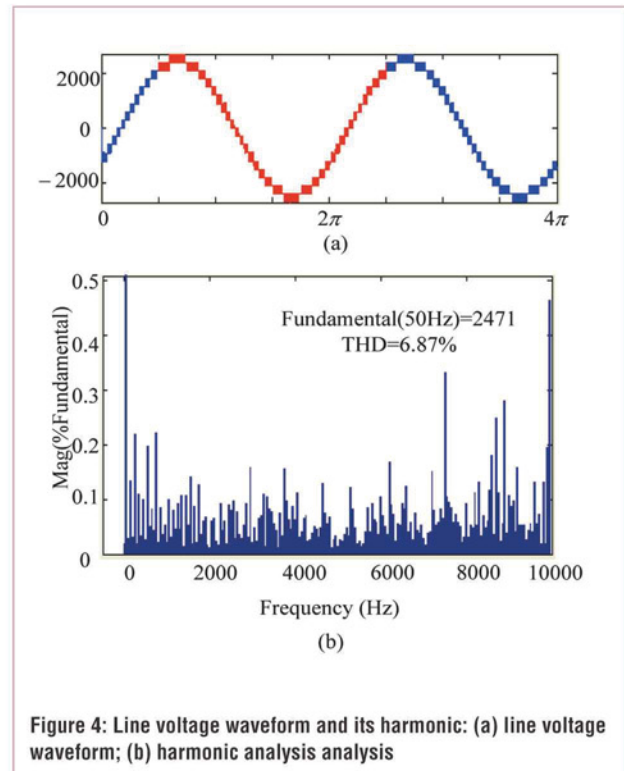 2000
0
−2000
0
2π
4π
(a)
0.5
0.4
0.3
0.2
0.1
0
Mag(%Fundamental)
Fundamental(50Hz)=2471
THD=6.87%
0
2000
4000
6000
8000
10000
Frequency (Hz)
(b)
Figure 4: Line voltage waveform and its harmonic: (a) line voltage
waveform; (b) harmonic analysis analysis